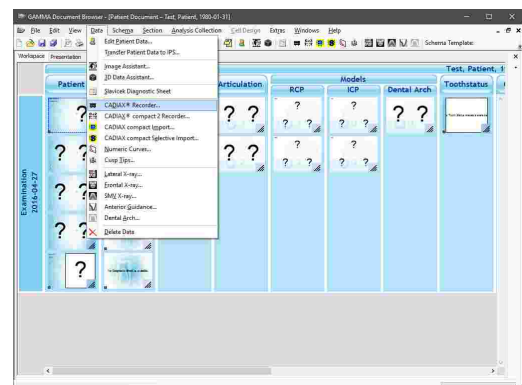 GAMMA Document Browser - [Patient Document - Test, Patient, 1980-01-31]
File Edit View Data Schema Section Analysis Collection Cell Design Extras Windows Help
Schema Template:
Workspace Presentation
Edit Patient Data...
Transfer Patient Data to IPS...
Image Assistant...
3D Data Assistant...
Slavicek Diagnostic Sheet
CADIAX® Recorder...
CADIAX® compact 2 Recorder...
CADIAX compact Import...
CADIAX compact Selective Import...
Numeric Curves...
Cusp Tips...
Lateral X-ray...
Frontal X-ray...
SMV X-ray...
Anterior Guidance...
Dental Arch...
Delete Data
Test, Patient, 1
Patient
Articulation
Models
RCP
ICP
Dental Arch
Toothstatus
Examination
2016-04-27
? ? ? ? ? ?
? ? ? ? ? ? ? ?
? ?
? ?
?